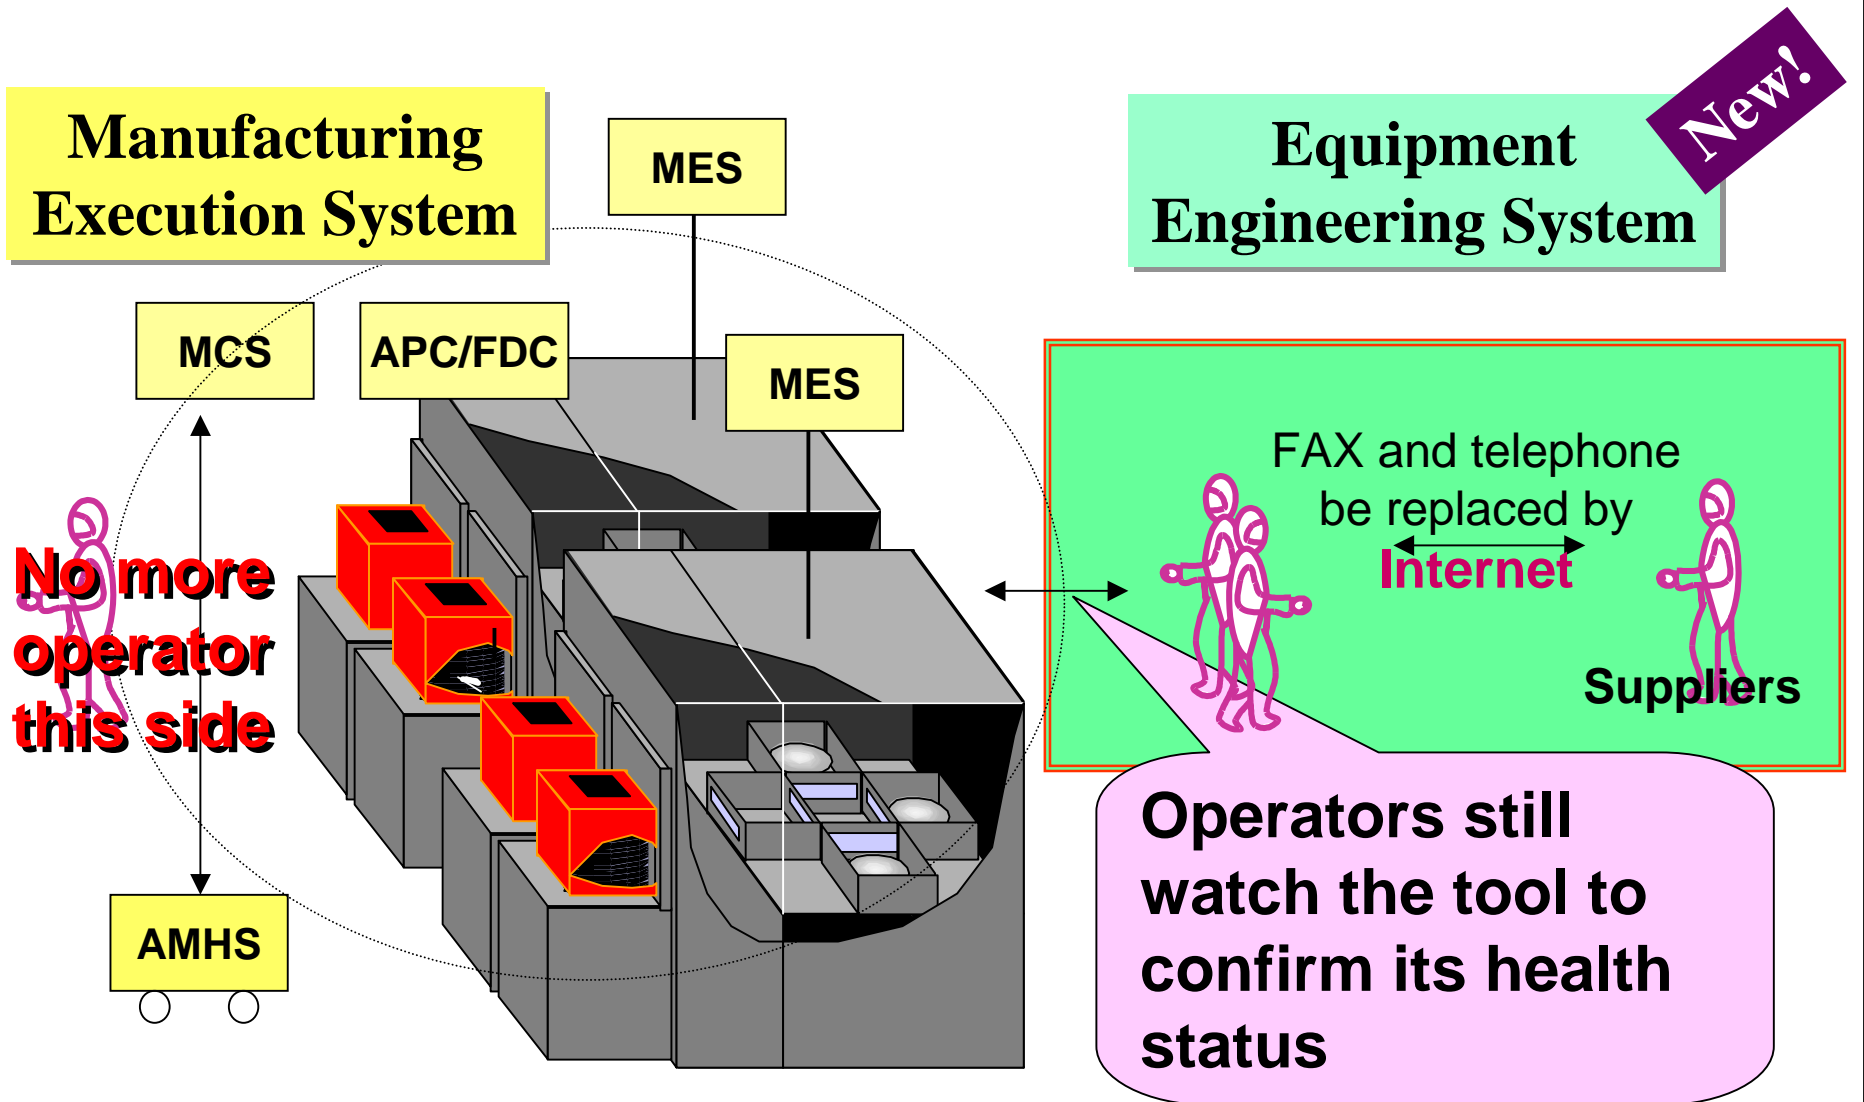 New!
Manufacturing
Execution System
MES
Equipment
Engineering System
MCS
APC/FDC
MES
FAX and telephone
be replaced by
Internet
No more
operator
this side
Suppliers
AMHS
Operators still
watch the tool to
confirm its health
status